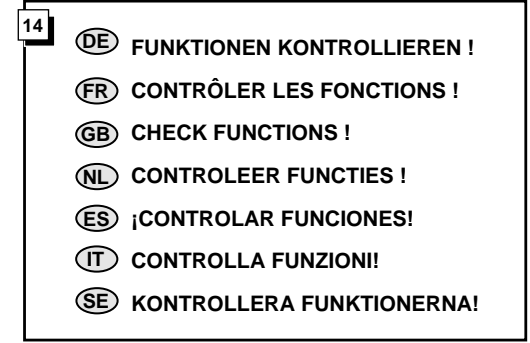 14
DE FUNKTIONEN KONTROLLIEREN !
FR CONTRÔLER LES FONCTIONS !
GB CHECK FUNCTIONS !
NL CONTROLEER FUNCTIES !
ES ¡CONTROLAR FUNCIONES!
IT CONTROLLA FUNZIONI!
SE KONTROLLERA FUNKTIONERNA!